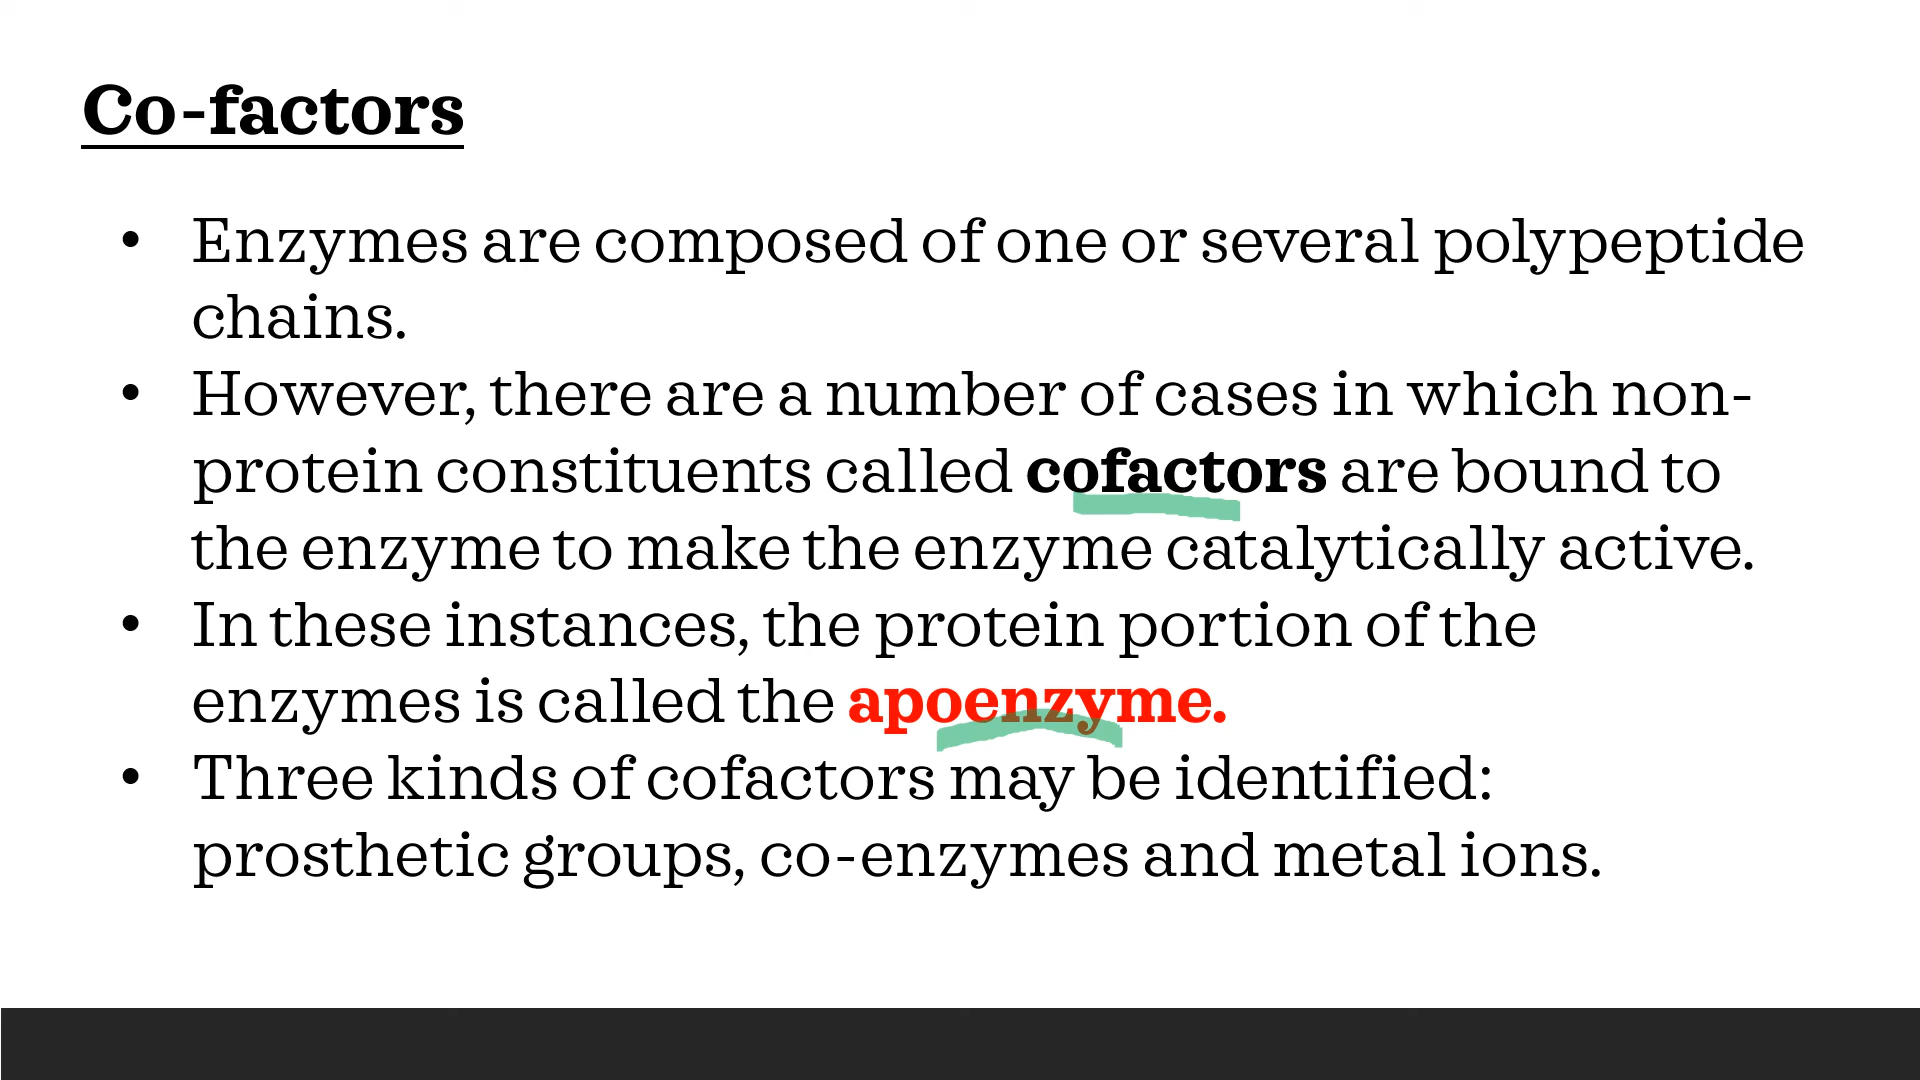 Co-factors
• Enzymes are composed of one or several polypeptide
chains.
• However, there are a number of cases in which non-
protein constituents called cofactors are bound to
the enzyme to make the enzyme catalytically active.
• In these instances, the protein portion of the
enzymes is called the apoenzyme.
• Three kinds of cofactors may be identified:
prosthetic groups, co-enzymes and metal ions.